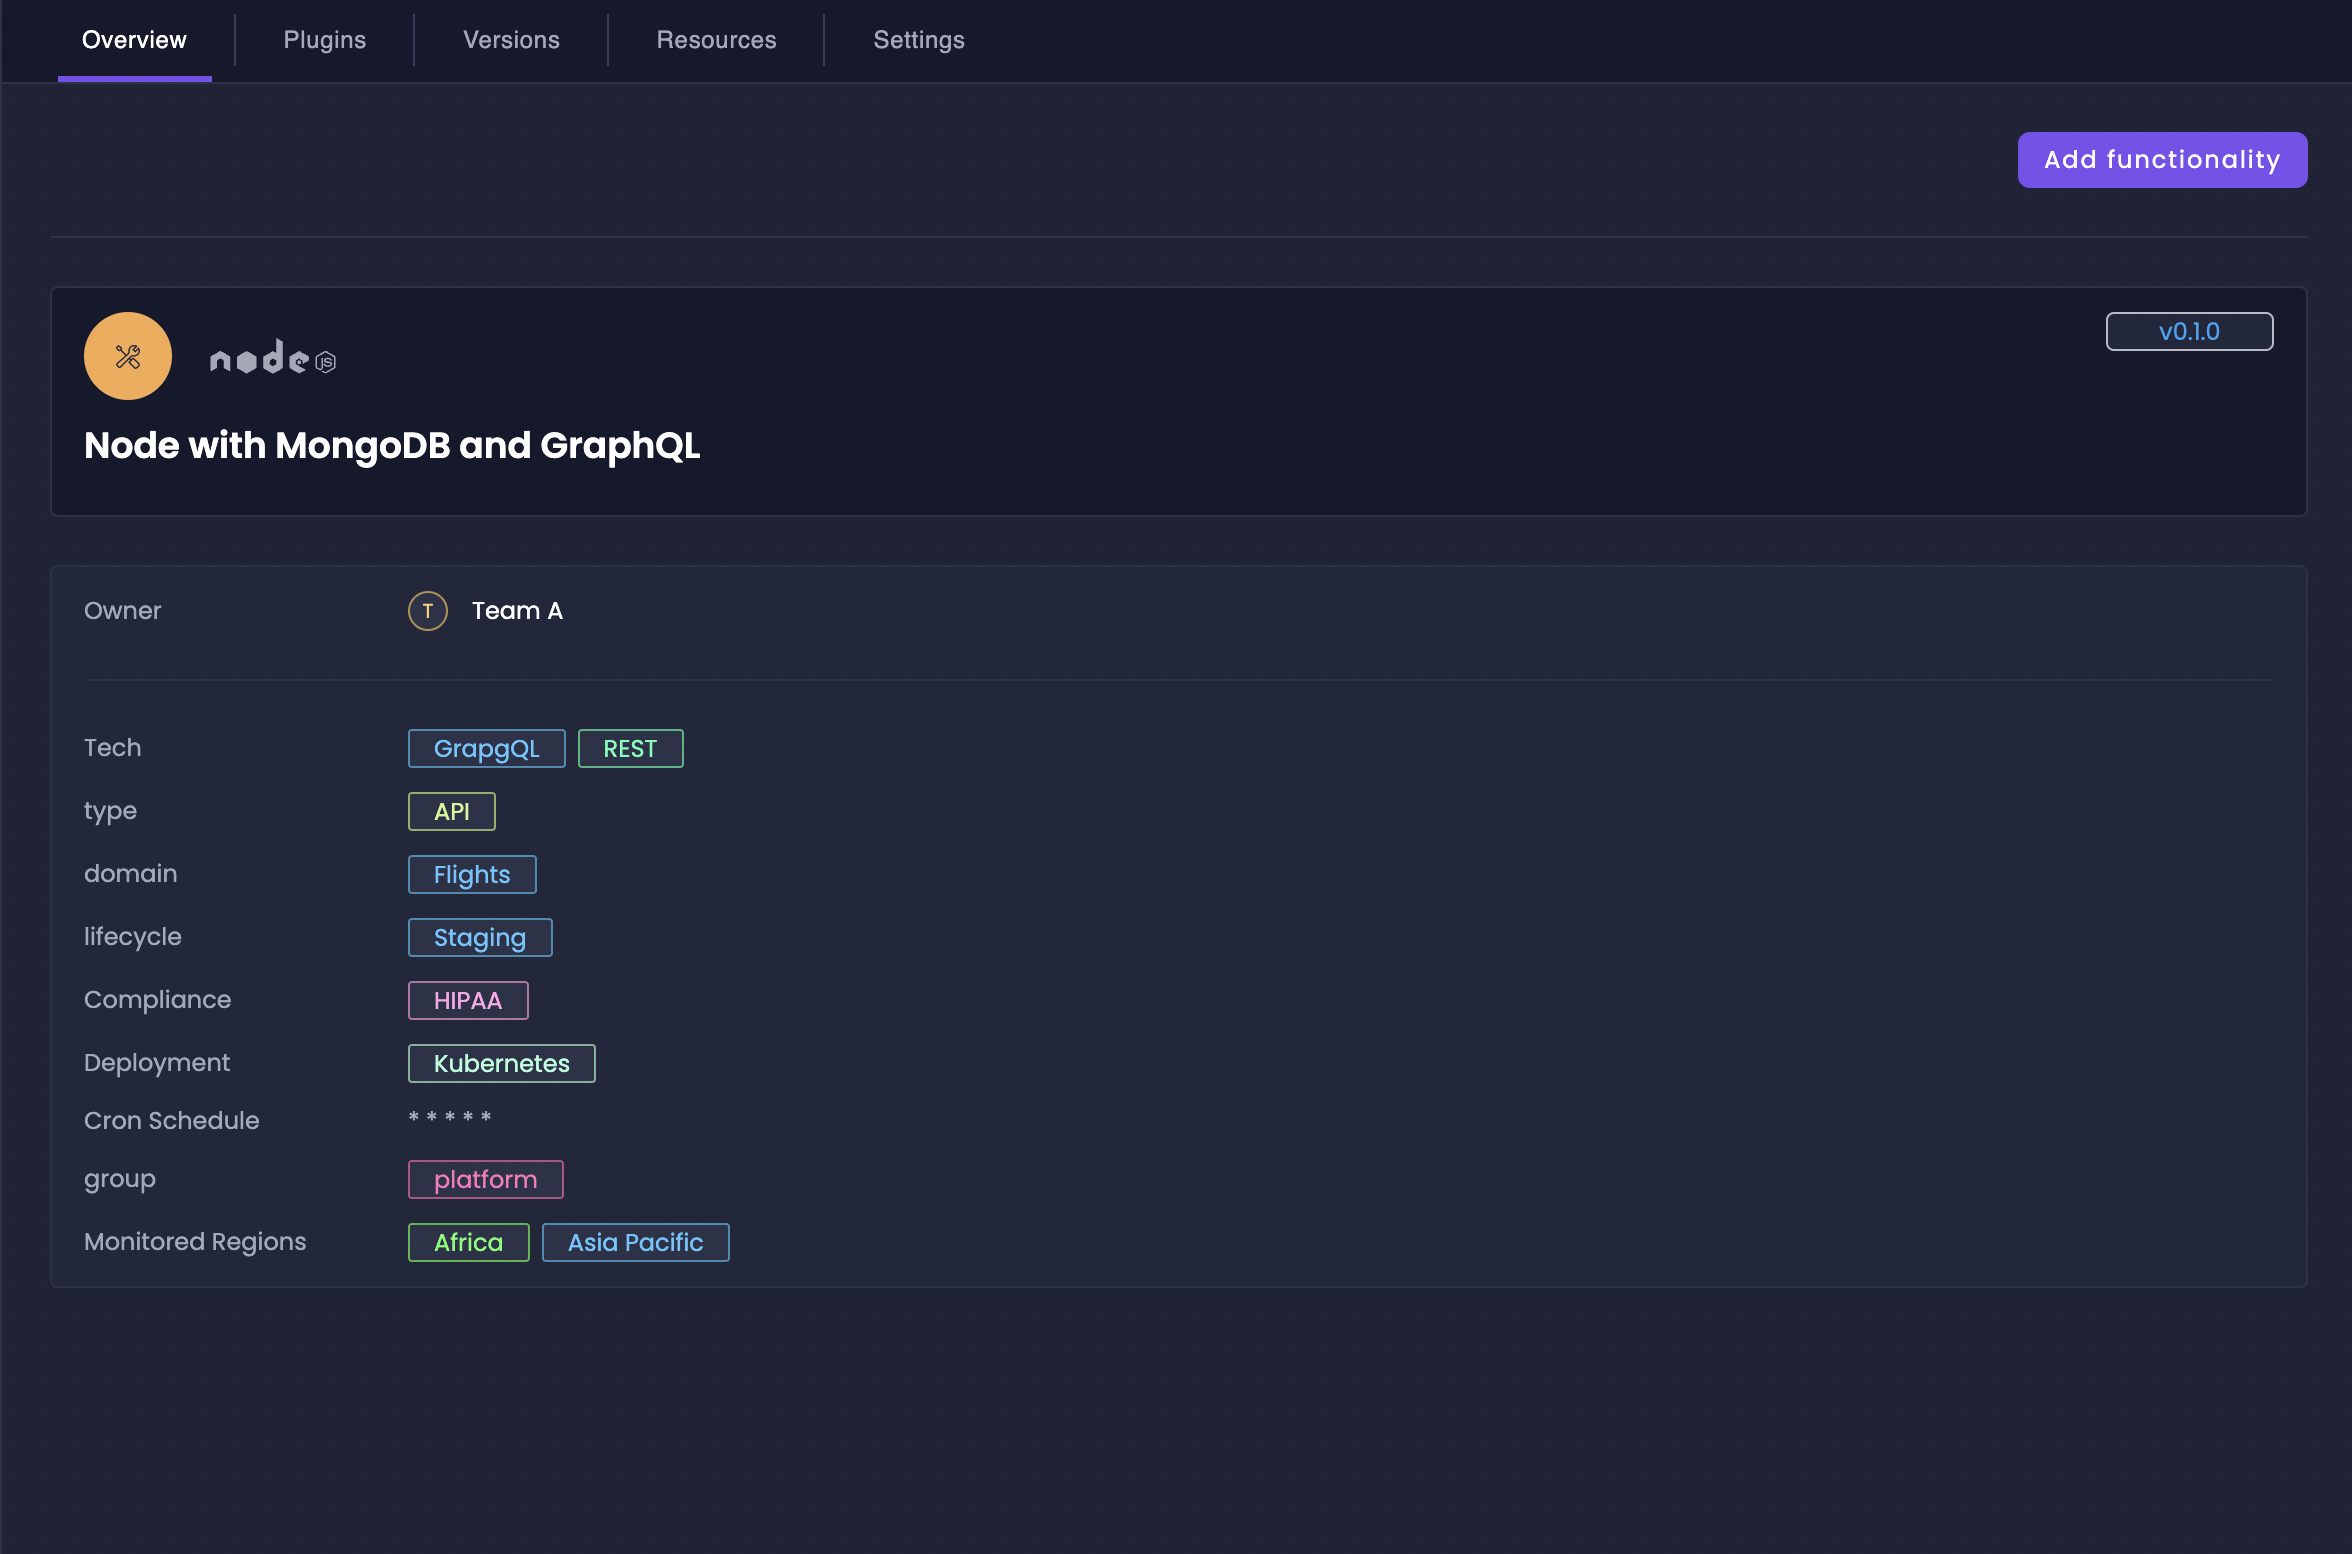 Overview Plugins Versions Resources Settings
Add functionality
node JS
v0.1.0
Node with MongoDB and GraphQL
Owner T Team A
Tech GrapgQL REST
type API
domain Flights
lifecycle Staging
Compliance HIPAA
Deployment Kubernetes
Cron Schedule * * * * *
group platform
Monitored Regions Africa Asia Pacific